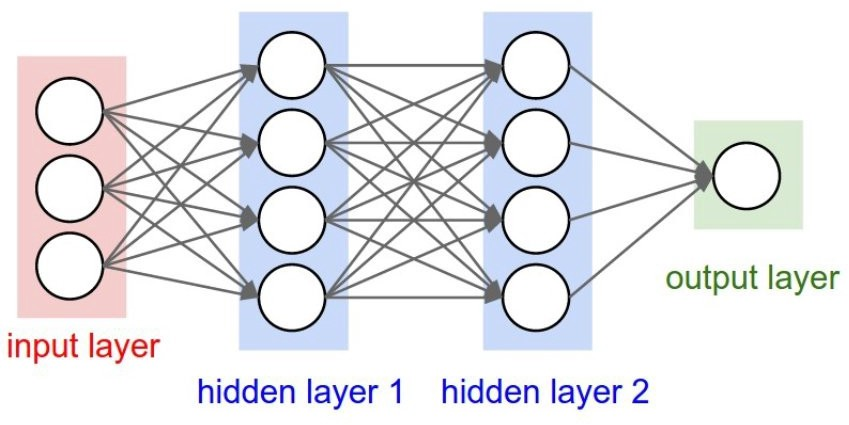 output layer
input layer
hidden layer 1
hidden layer 2